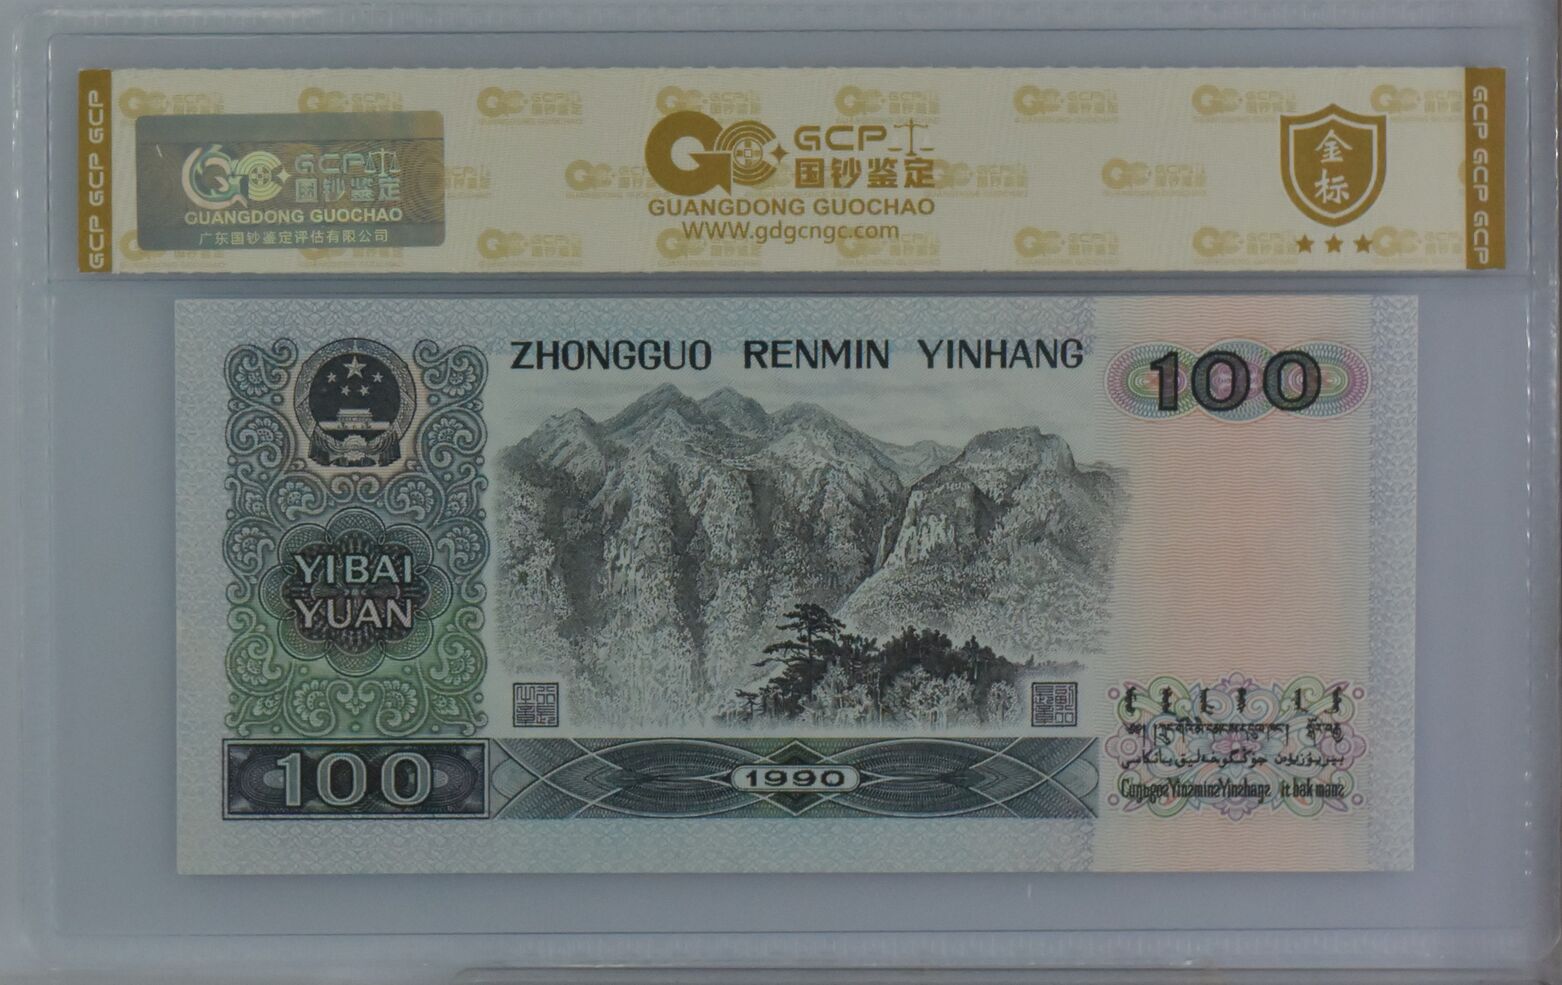 GCP GCP GCP
GCP
国钞鉴定
GUANGDONG GUOCHAO
广东国钞鉴定评估有限公司
GCP
国钞鉴定
GUANGDONG GUOCHAO
WWW.gdgcngc.com
金
标
GCP GCP GCP
ZHONGGUO RENMIN YINHANG
100
YIBAI
YUAN
100
1990